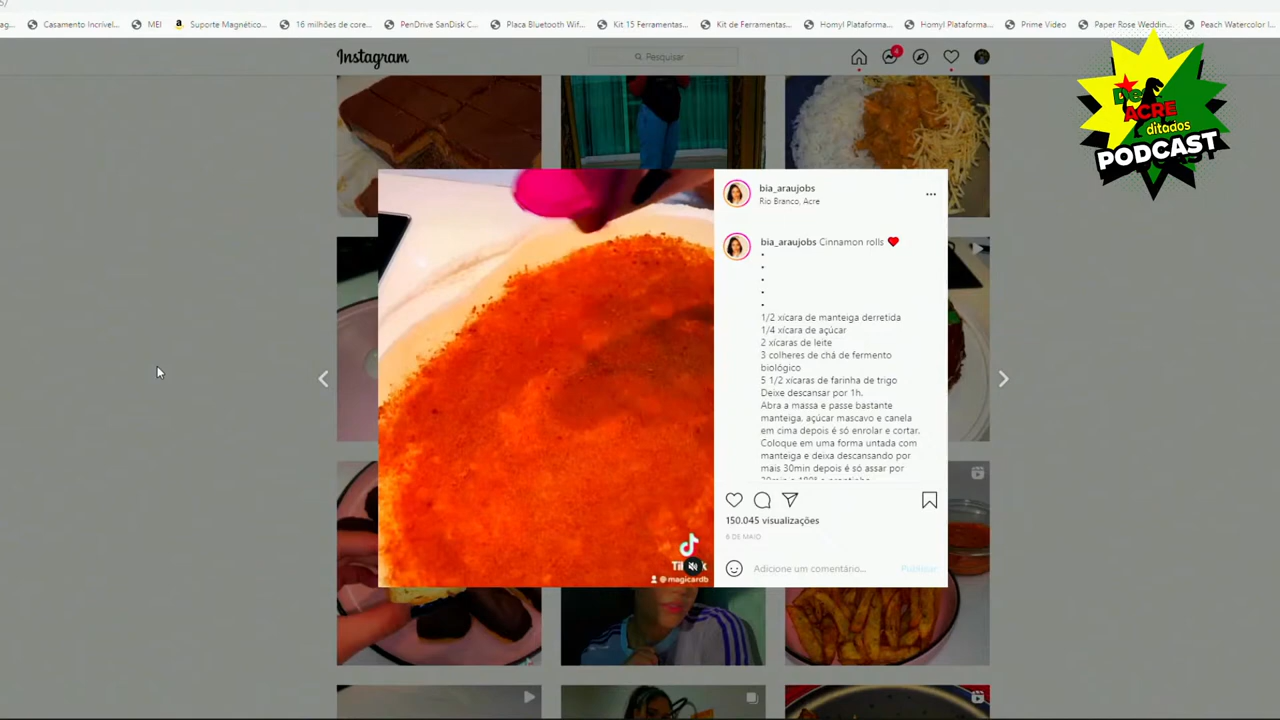 Casamento Incrível...
MEI
Suporte Magnético...
16 milhões de core...
PenDrive SanDisk C...
Placa Bluetooth Wif...
Kit 15 Ferramentas...
Kit de Ferramentas...
Homyl Plataforma...
Homyl Plataforma...
Prime Video
Paper Rose Weddin...
Peach Watercolor I...
Instagram
Pesquisar
4
Des
ACRE
ditados
PODCAST
bia_araujobs
Rio Branco, Acre
bia_araujobs Cinnamon rolls ❤️
•
•
•
•
•
1/2 xícara de manteiga derretida
1/4 xícara de açúcar
2 xícaras de leite
3 colheres de chá de fermento
biológico
5 1/2 xícaras de farinha de trigo
Deixe descansar por 1h.
Abra a massa e passe bastante
manteiga, açúcar mascavo e canela
em cima depois é só enrolar e cortar.
Coloque em uma forma untada com
manteiga e deixa descansando por
mais 30min depois é só assar por
150.045 visualizações
6 DE MAIO
Adicione um comentário...
Publicar
@magicardb